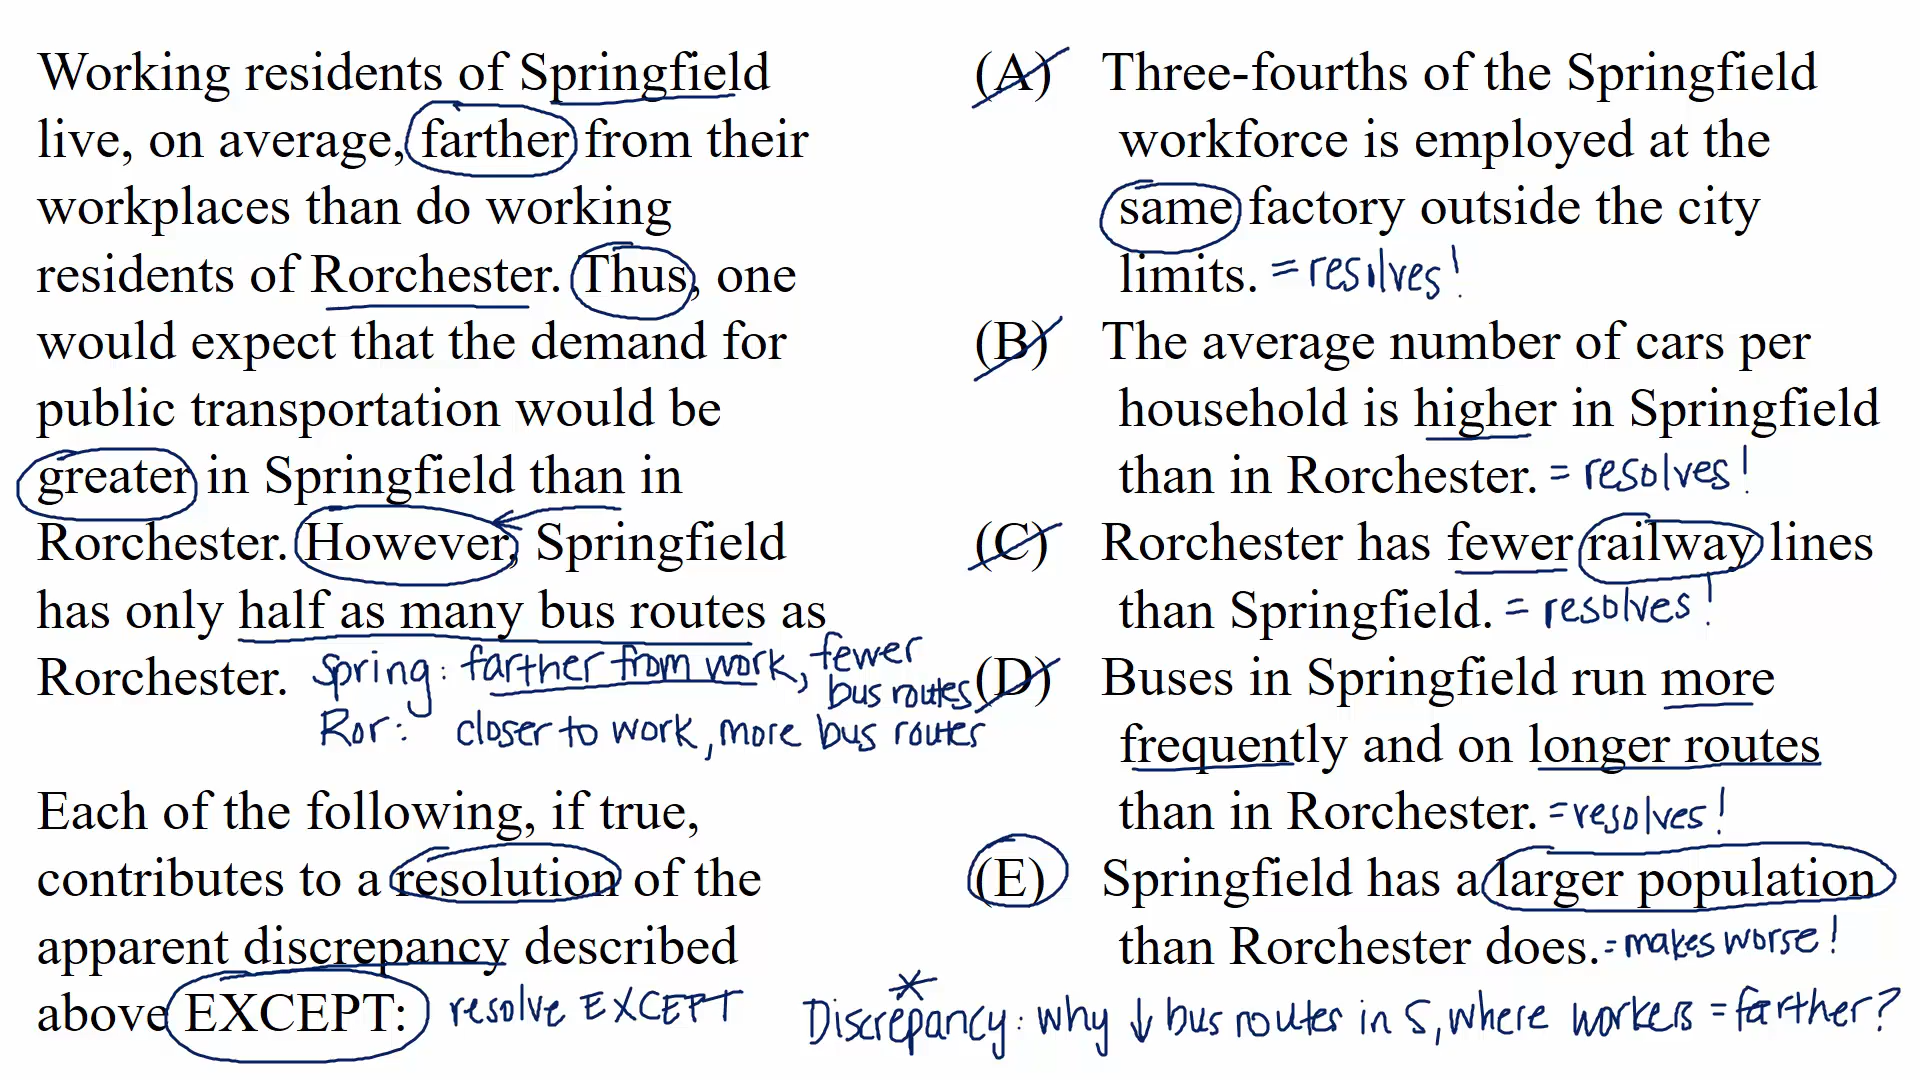 Working residents of Springfield
live, on average, farther from their
workplaces than do working
residents of Rorchester. Thus, one
would expect that the demand for
public transportation would be
greater in Springfield than in
Rorchester. However, Springfield
has only half as many bus routes as
Rorchester.
Spring: farther from work, fewer
bus routes
Ror: closer to work, more bus routes
Each of the following, if true,
contributes to a resolution of the
apparent discrepancy described
above EXCEPT: resolve EXCEPT
(A) Three-fourths of the Springfield
workforce is employed at the
same factory outside the city
limits. = resolves!
(B) The average number of cars per
household is higher in Springfield
than in Rorchester. = resolves!
(C) Rorchester has fewer railway lines
than Springfield. = resolves!
(D) Buses in Springfield run more
frequently and on longer routes
than in Rorchester. = resolves!
(E) Springfield has a larger population
than Rorchester does. = makes worse!
* Discrepancy: why ↓ bus routes in S, where workers = farther?